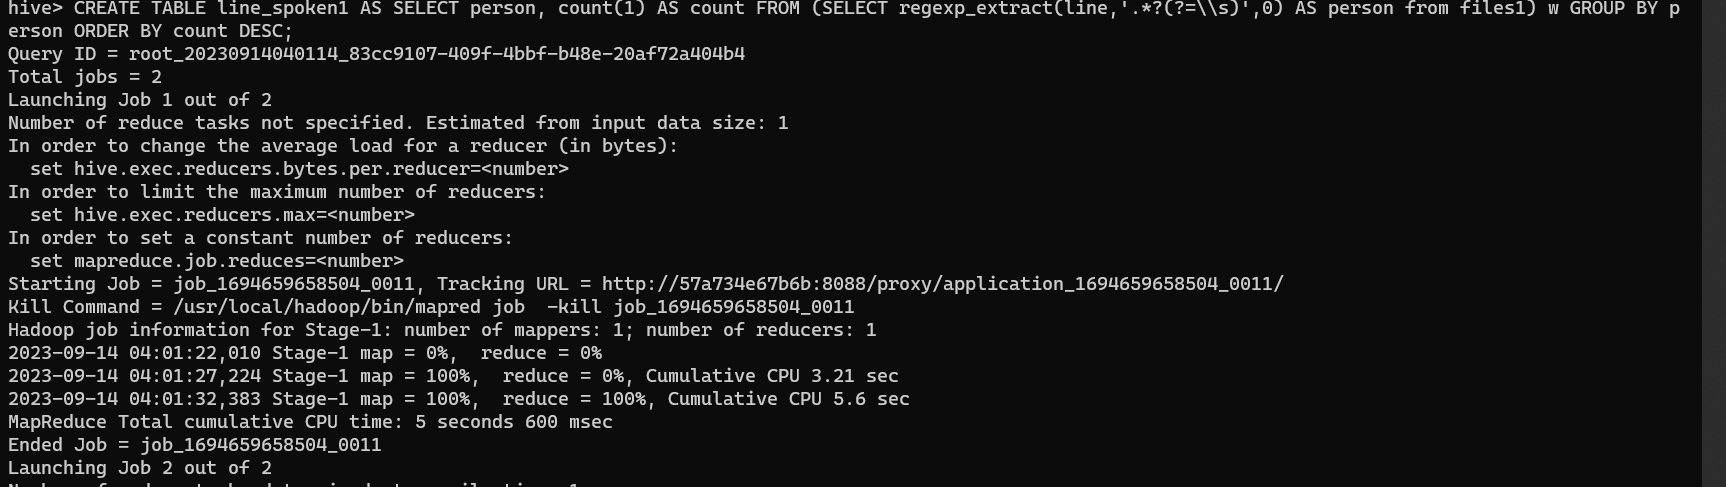 hive> CREATE TABLE line_spoken1 AS SELECT person, count(1) AS count FROM (SELECT regexp_extract(line,'.*?(?=\\s)',0) AS person from files1) w GROUP BY p
erson ORDER BY count DESC;
Query ID = root_20230914040114_83cc9107-409f-4bbf-b48e-20af72a404b4
Total jobs = 2
Launching Job 1 out of 2
Number of reduce tasks not specified. Estimated from input data size: 1
In order to change the average load for a reducer (in bytes):
  set hive.exec.reducers.bytes.per.reducer=<number>
In order to limit the maximum number of reducers:
  set hive.exec.reducers.max=<number>
In order to set a constant number of reducers:
  set mapreduce.job.reduces=<number>
Starting Job = job_1694659658504_0011, Tracking URL = http://57a734e67b6b:8088/proxy/application_1694659658504_0011/
Kill Command = /usr/local/hadoop/bin/mapred job  -kill job_1694659658504_0011
Hadoop job information for Stage-1: number of mappers: 1; number of reducers: 1
2023-09-14 04:01:22,010 Stage-1 map = 0%,  reduce = 0%
2023-09-14 04:01:27,224 Stage-1 map = 100%,  reduce = 0%, Cumulative CPU 3.21 sec
2023-09-14 04:01:32,383 Stage-1 map = 100%,  reduce = 100%, Cumulative CPU 5.6 sec
MapReduce Total cumulative CPU time: 5 seconds 600 msec
Ended Job = job_1694659658504_0011
Launching Job 2 out of 2